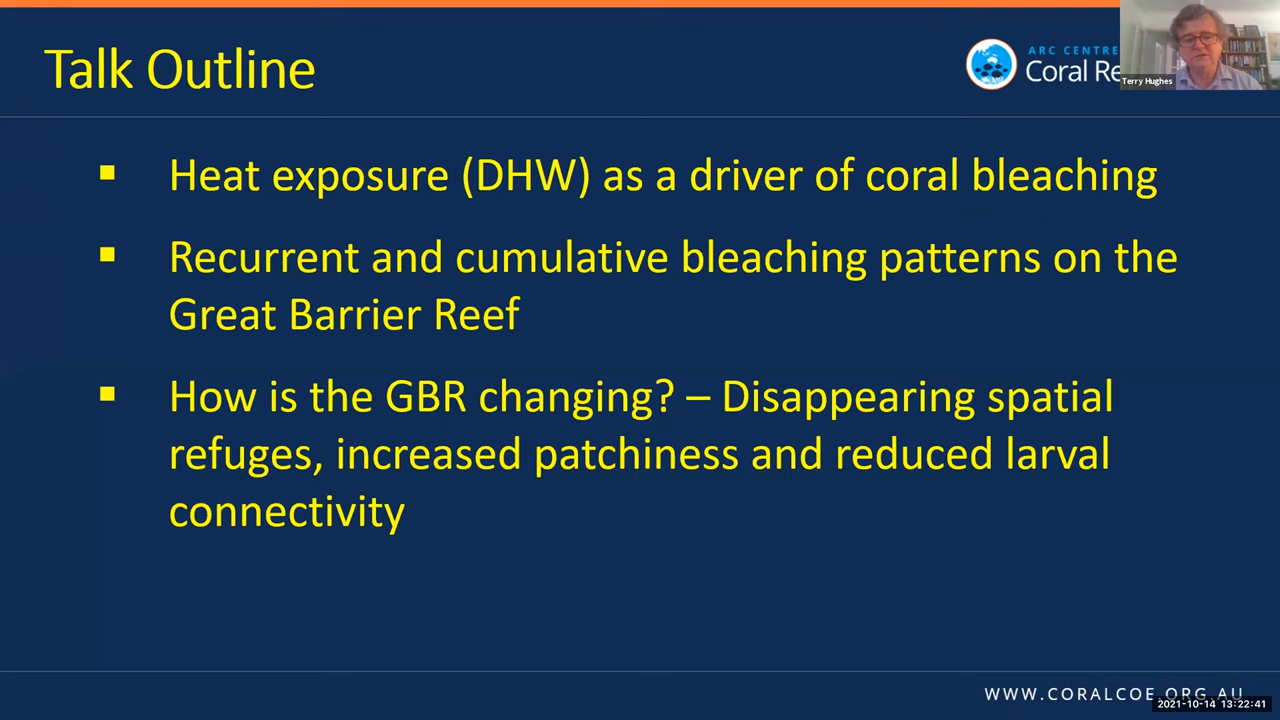 Talk Outline
ARC CENTRE
Coral
Terry Hughes
▪ Heat exposure (DHW) as a driver of coral bleaching
▪ Recurrent and cumulative bleaching patterns on the
Great Barrier Reef
▪ How is the GBR changing? – Disappearing spatial
refuges, increased patchiness and reduced larval
connectivity
WWW.CORALCOE.ORG.AU
2021-10-14 13:22:41